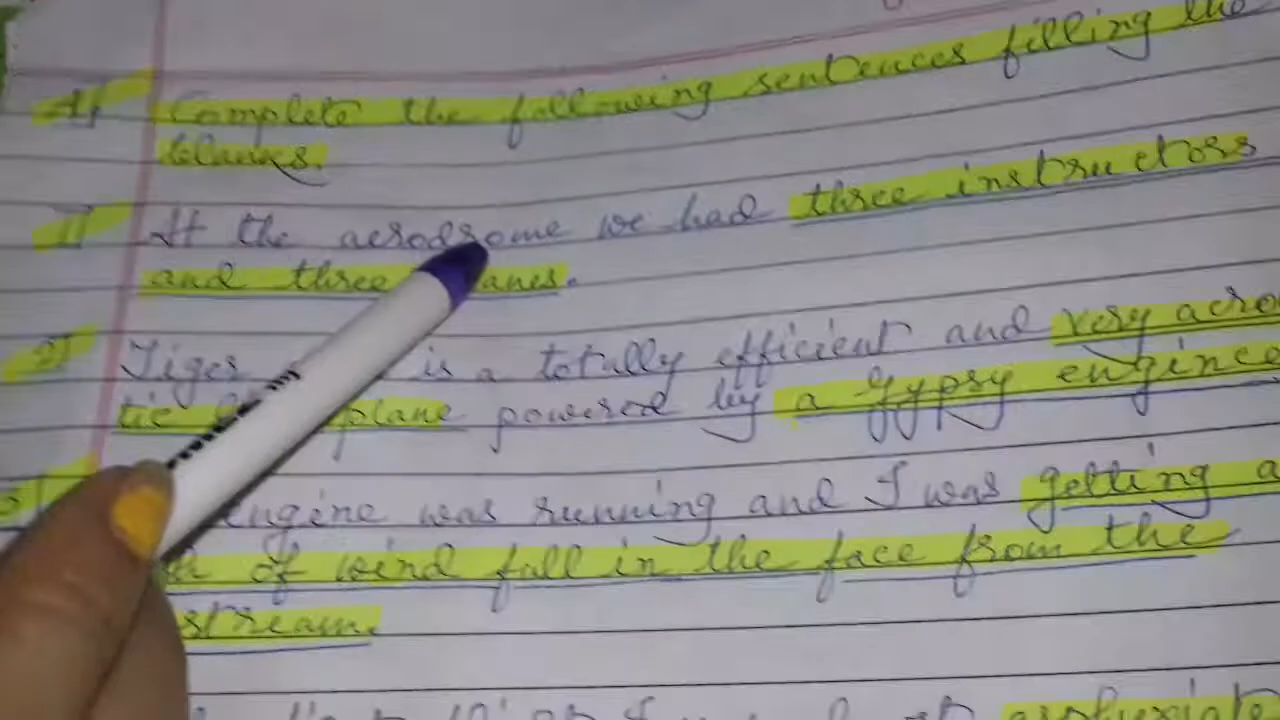 A) Complete the following sentences filling the
blanks.
1) At the aerodrome we had three instructors
and three planes.
2) Tiger is a totally efficient and very acro
tic plane powered by a Gypsy engine
3) engine was running and I was getting a
of wind full in the face from the
stream.